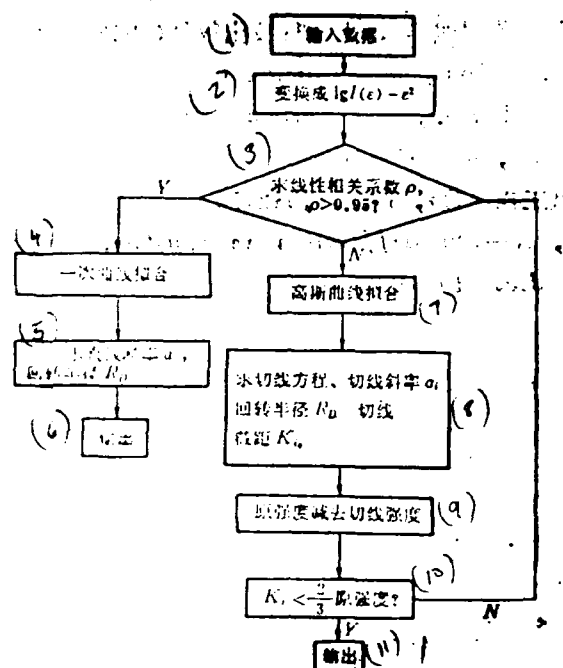 (1)
输入数据
(2)
变换成 lgI(ε) - ε²
(3)
求线性相关系数 ρ,
ρ>0.95?
Y
N
(4)
一次曲线拟合
高斯曲线拟合
(7)
(5)
斜率 α
回转半径 R₀
求切线方程、切线斜率 αᵢ
回转半径 R₀ 切线
截距 Kᵢ。
(8)
(6)
输出
原强度减去切线强度
(9)
(10)
Kᵢ < 2/3 原强度?
N
Y
输出
(11)